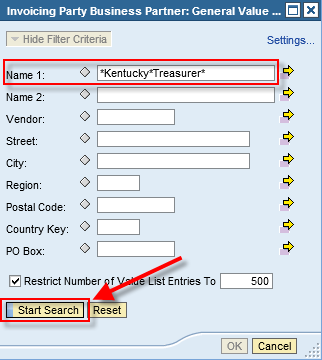 Invoicing Party Business Partner: General Value ...
Hide Filter Criteria
Settings...
Name 1: *Kentucky*Treasurer*
Name 2:
Vendor:
Street:
City:
Region:
Postal Code:
Country Key:
PO Box:
Restrict Number of Value List Entries To 500
Start Search Reset
OK Cancel